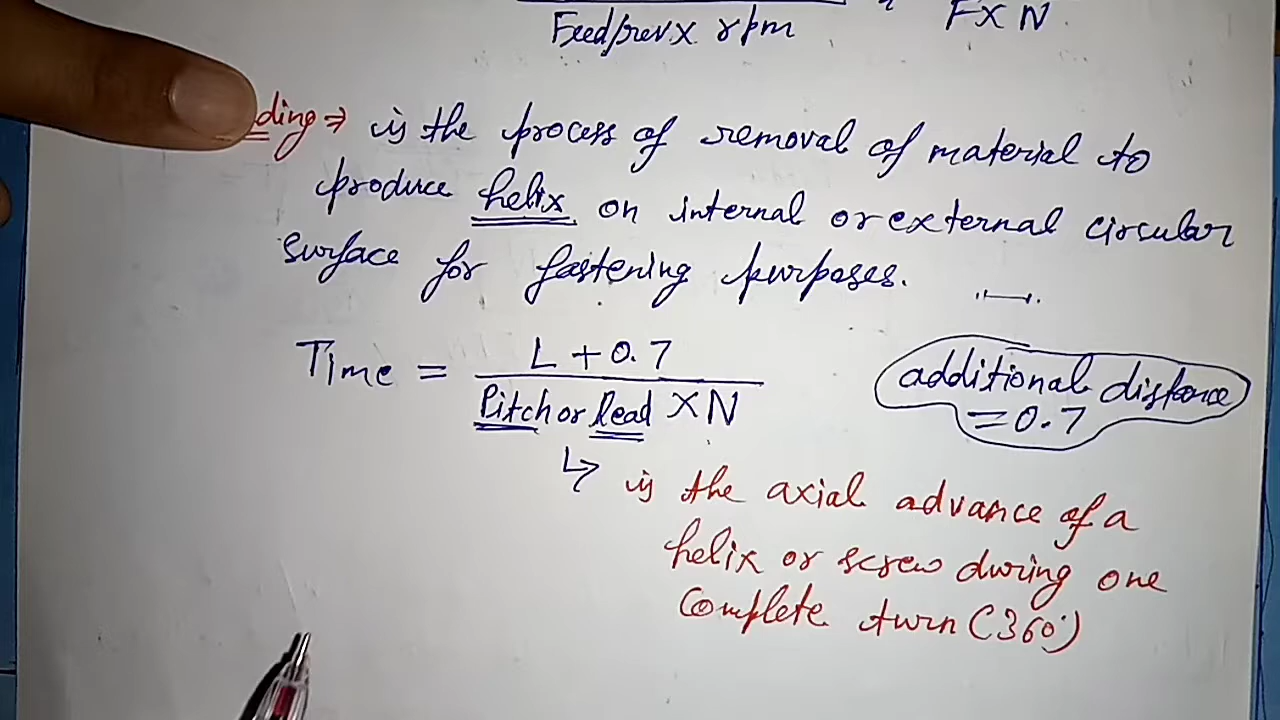 Feed/rev x rpm
F X N
ding ⇒ is the process of removal of material to
produce helix on internal or external circular
surface for fastening purposes.
Time = L + 0.7
Pitch or lead X N
additional distance
= 0.7
↳ is the axial advance of a
helix or screw during one
Complete turn (360°)